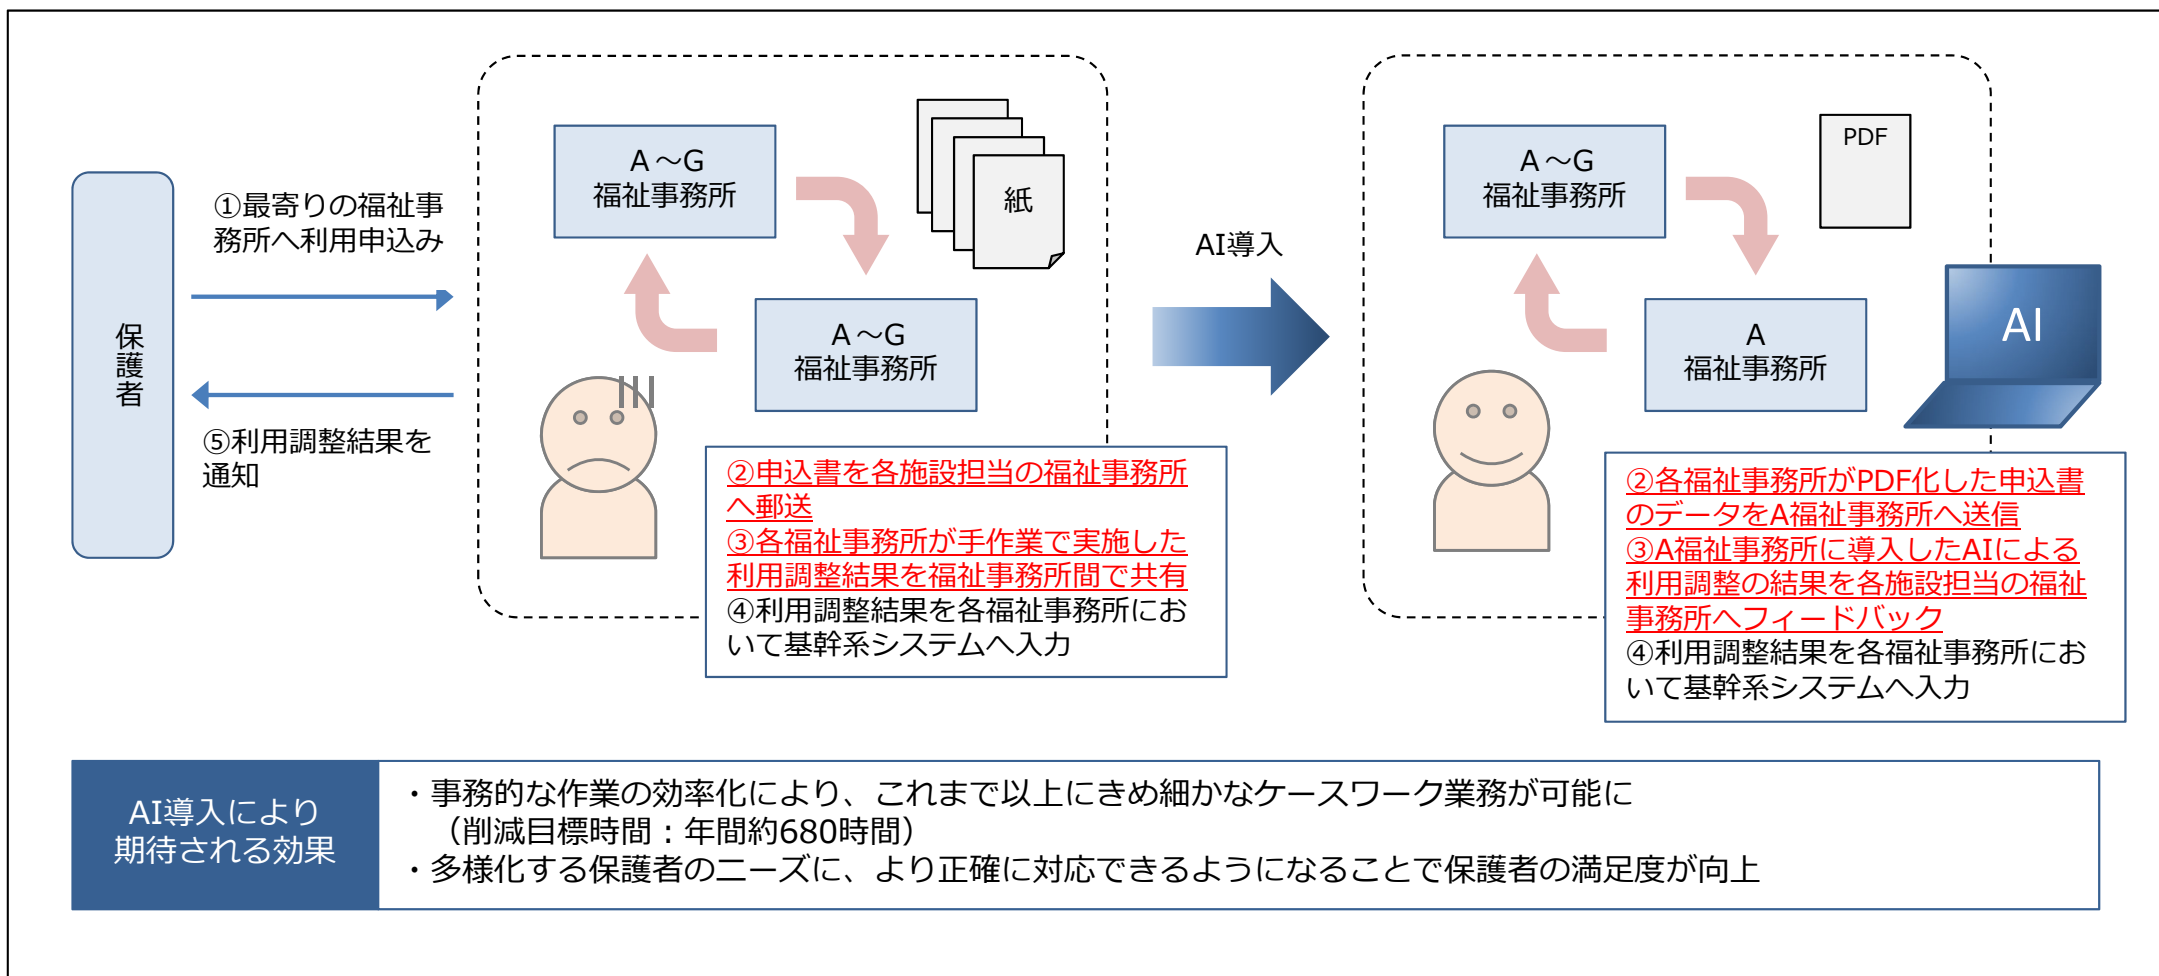 保護者
①最寄りの福祉事
務所へ利用申込み
⑤利用調整結果を
通知
A～G
福祉事務所
紙
A～G
福祉事務所
②申込書を各施設担当の福祉事務所
へ郵送
③各福祉事務所が手作業で実施した
利用調整結果を福祉事務所間で共有
④利用調整結果を各福祉事務所にお
いて基幹系システムへ入力
AI導入
A～G
福祉事務所
PDF
A
福祉事務所
AI
②各福祉事務所がPDF化した申込書
のデータをA福祉事務所へ送信
③A福祉事務所に導入したAIによる
利用調整の結果を各施設担当の福祉
事務所へフィードバック
④利用調整結果を各福祉事務所にお
いて基幹系システムへ入力
AI導入により
期待される効果
・事務的な作業の効率化により、これまで以上にきめ細かなケースワーク業務が可能に
（削減目標時間：年間約680時間）
・多様化する保護者のニーズに、より正確に対応できるようになることで保護者の満足度が向上